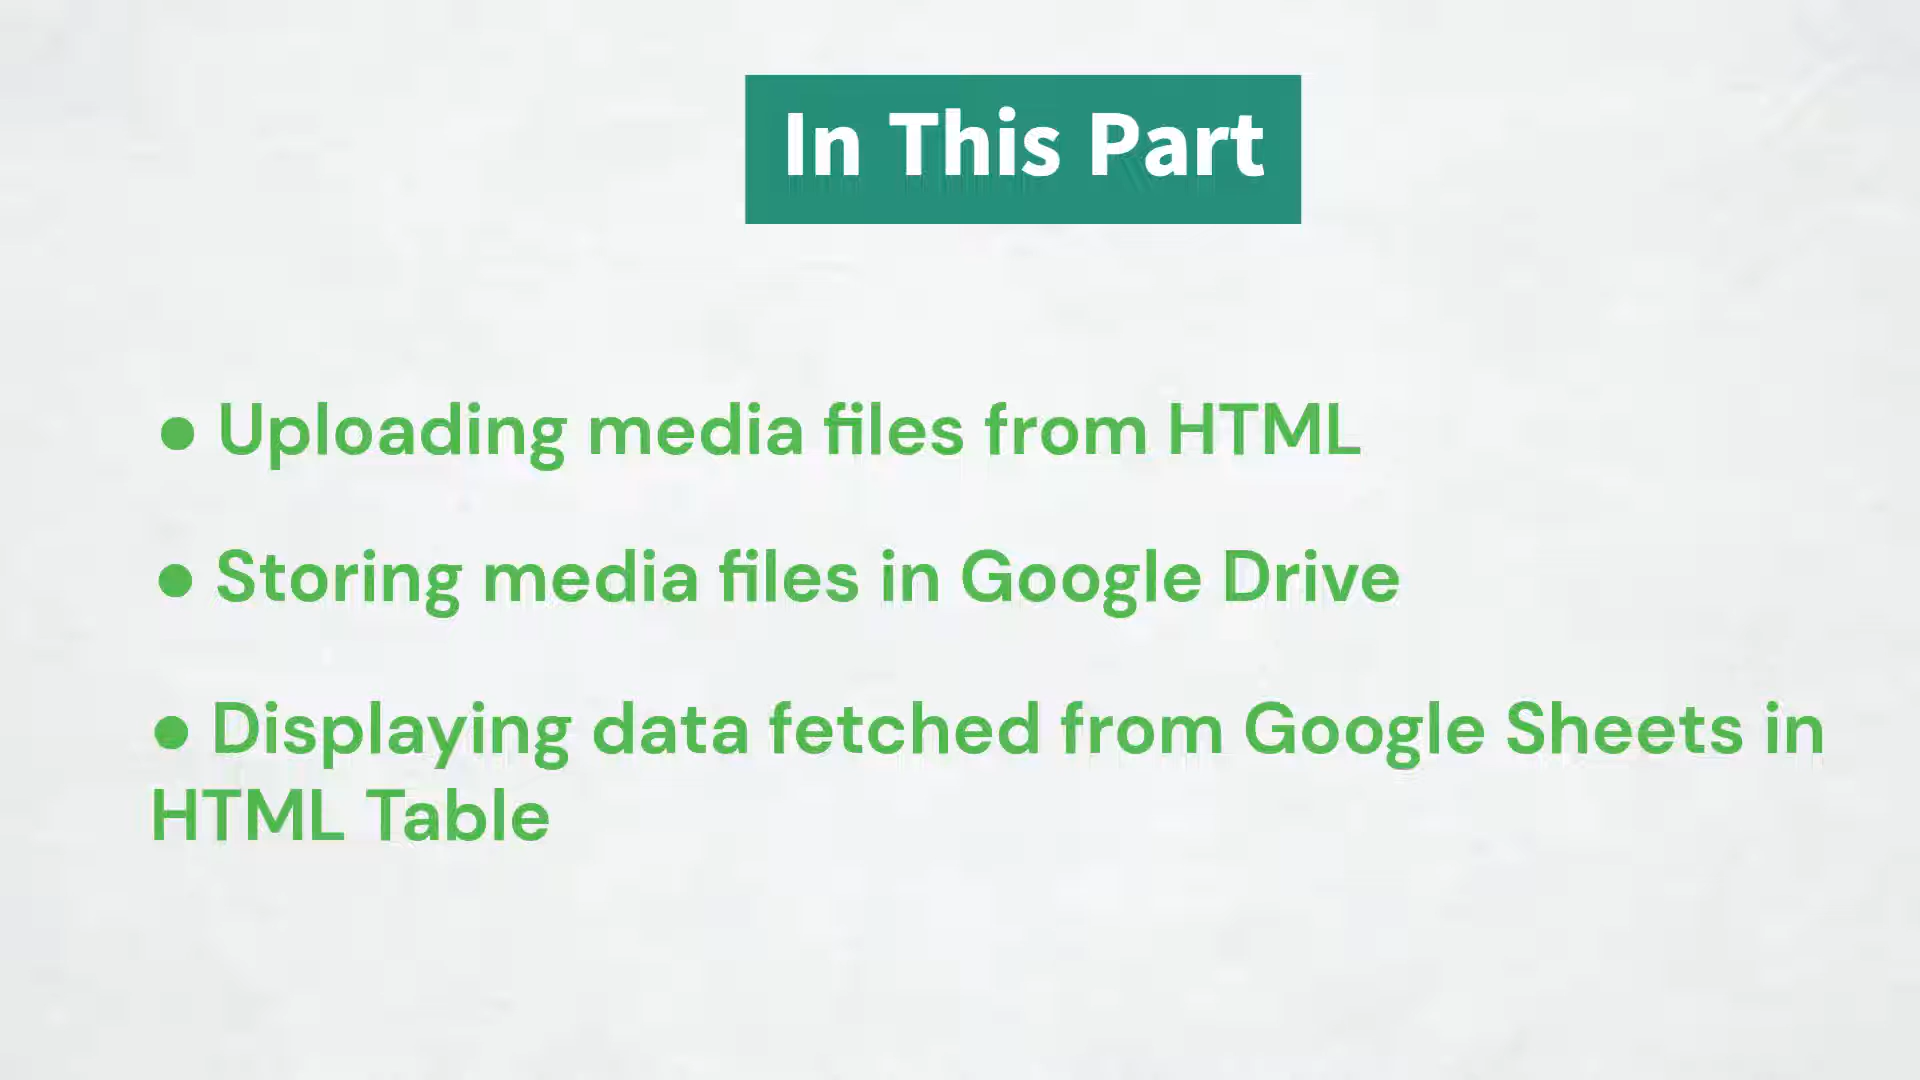 In This Part
● Uploading media files from HTML
● Storing media files in Google Drive
● Displaying data fetched from Google Sheets in
HTML Table